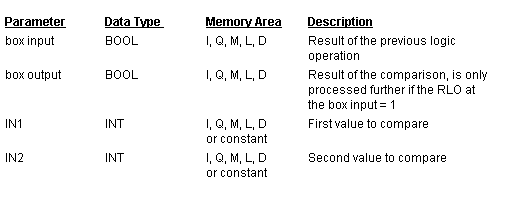 Parameter Data Type Memory Area Description
box input BOOL I, Q, M, L, D Result of the previous logic
operation
box output BOOL I, Q, M, L, D Result of the comparison, is only
processed further if the RLO at
the box input = 1
IN1 INT I, Q, M, L, D First value to compare
or constant
IN2 INT I, Q, M, L, D Second value to compare
or constant